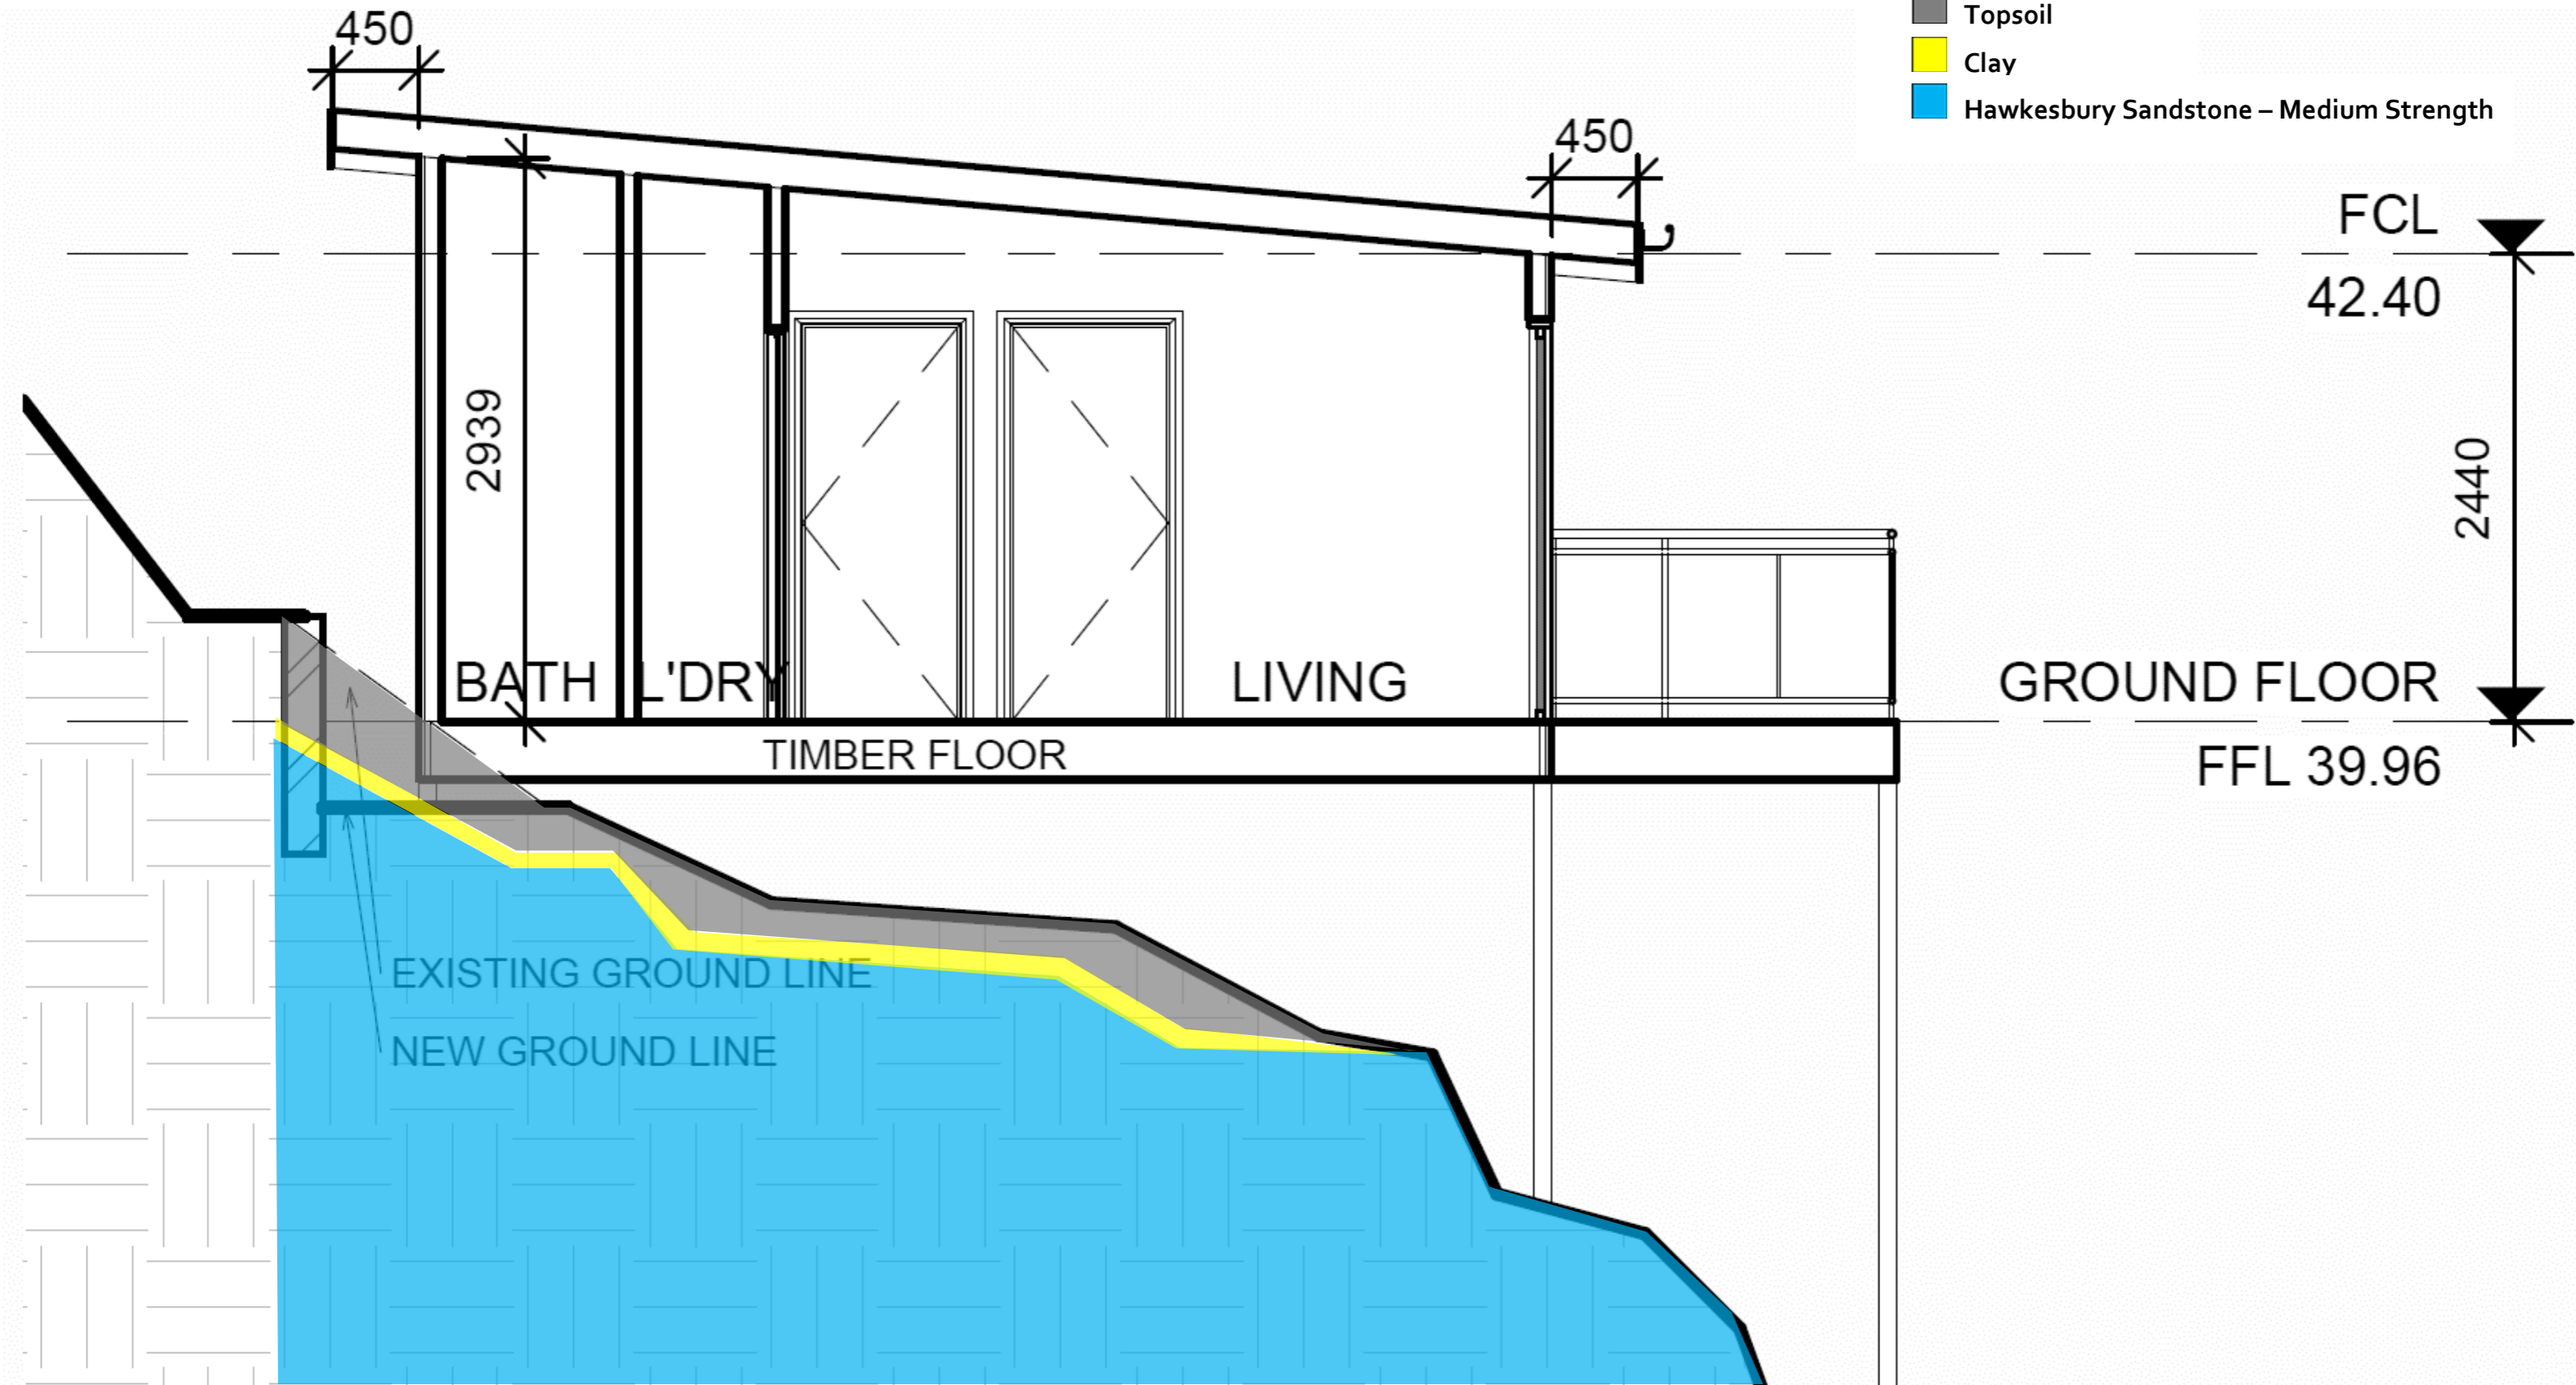 450
Topsoil
Clay
Hawkesbury Sandstone – Medium Strength
450
FCL
42.40
2939
2440
BATH
L'DRY
LIVING
GROUND FLOOR
TIMBER FLOOR
FFL 39.96
EXISTING GROUND LINE
NEW GROUND LINE